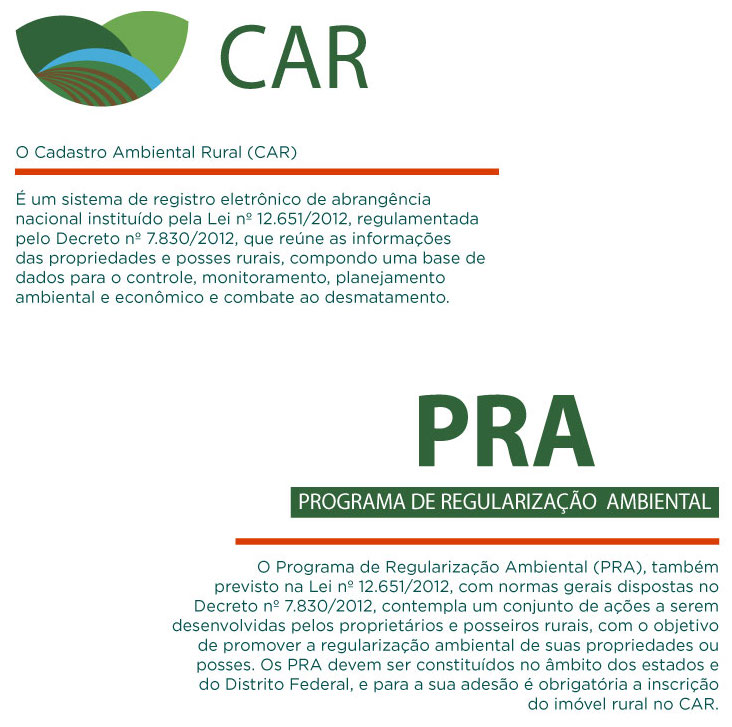 CAR
O Cadastro Ambiental Rural (CAR)
É um sistema de registro eletrônico de abrangência
nacional instituído pela Lei nº 12.651/2012, regulamentada
pelo Decreto nº 7.830/2012, que reúne as informações
das propriedades e posses rurais, compondo uma base de
dados para o controle, monitoramento, planejamento
ambiental e econômico e combate ao desmatamento.
PRA
PROGRAMA DE REGULARIZAÇÃO AMBIENTAL
O Programa de Regularização Ambiental (PRA), também
previsto na Lei nº 12.651/2012, com normas gerais dispostas no
Decreto nº 7.830/2012, contempla um conjunto de ações a serem
desenvolvidas pelos proprietários e posseiros rurais, com o objetivo
de promover a regularização ambiental de suas propriedades ou
posses. Os PRA devem ser constituídos no âmbito dos estados e
do Distrito Federal, e para a sua adesão é obrigatória a inscrição
do imóvel rural no CAR.